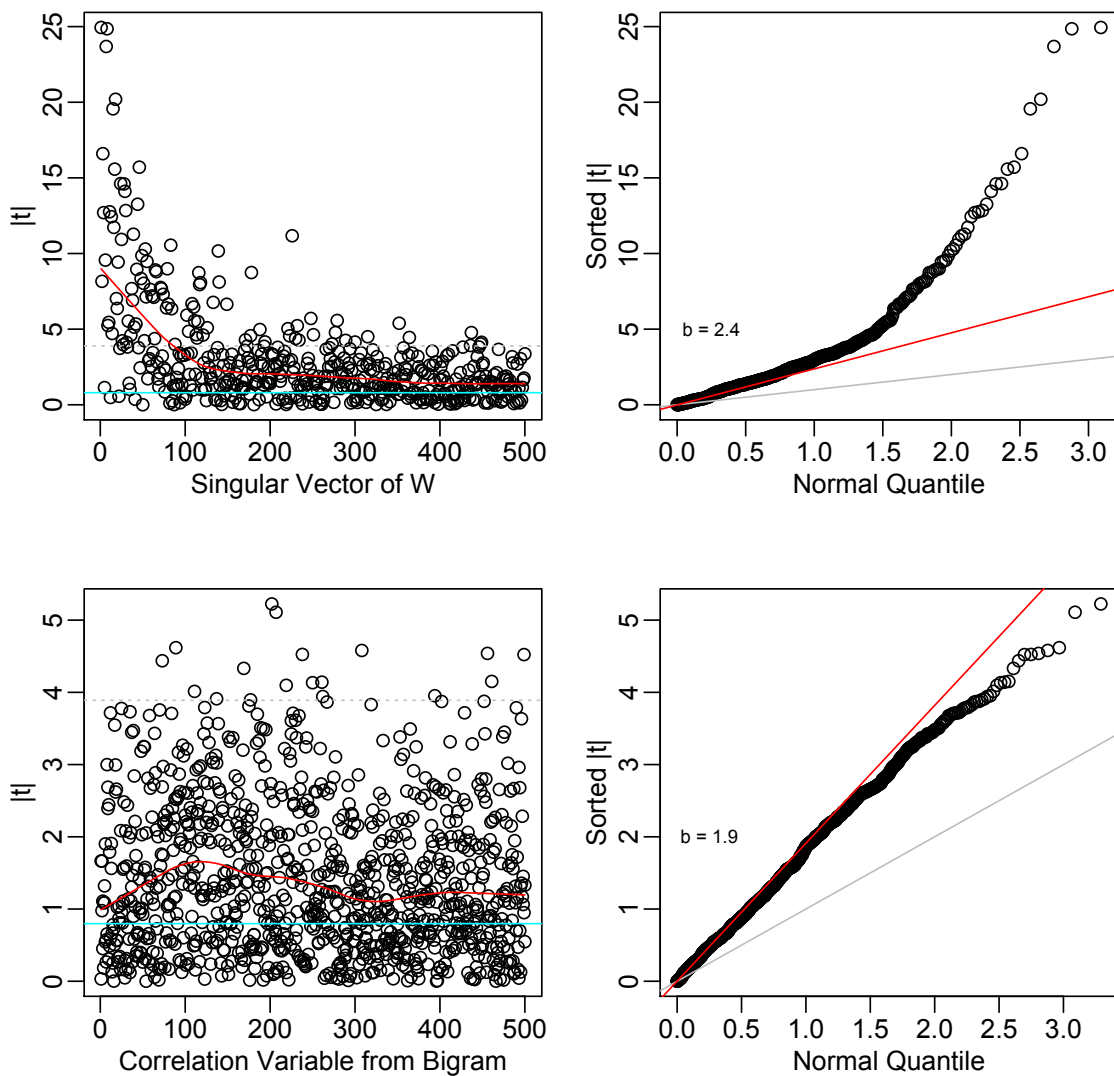 |t|
0 5 10 15 20 25
0 100 200 300 400 500
Singular Vector of W
Sorted |t|
0 5 10 15 20 25
b = 2.4
0.0 0.5 1.0 1.5 2.0 2.5 3.0
Normal Quantile
|t|
0 1 2 3 4 5
0 100 200 300 400 500
Correlation Variable from Bigram
Sorted |t|
0 1 2 3 4 5
b = 1.9
0.0 0.5 1.0 1.5 2.0 2.5 3.0
Normal Quantile